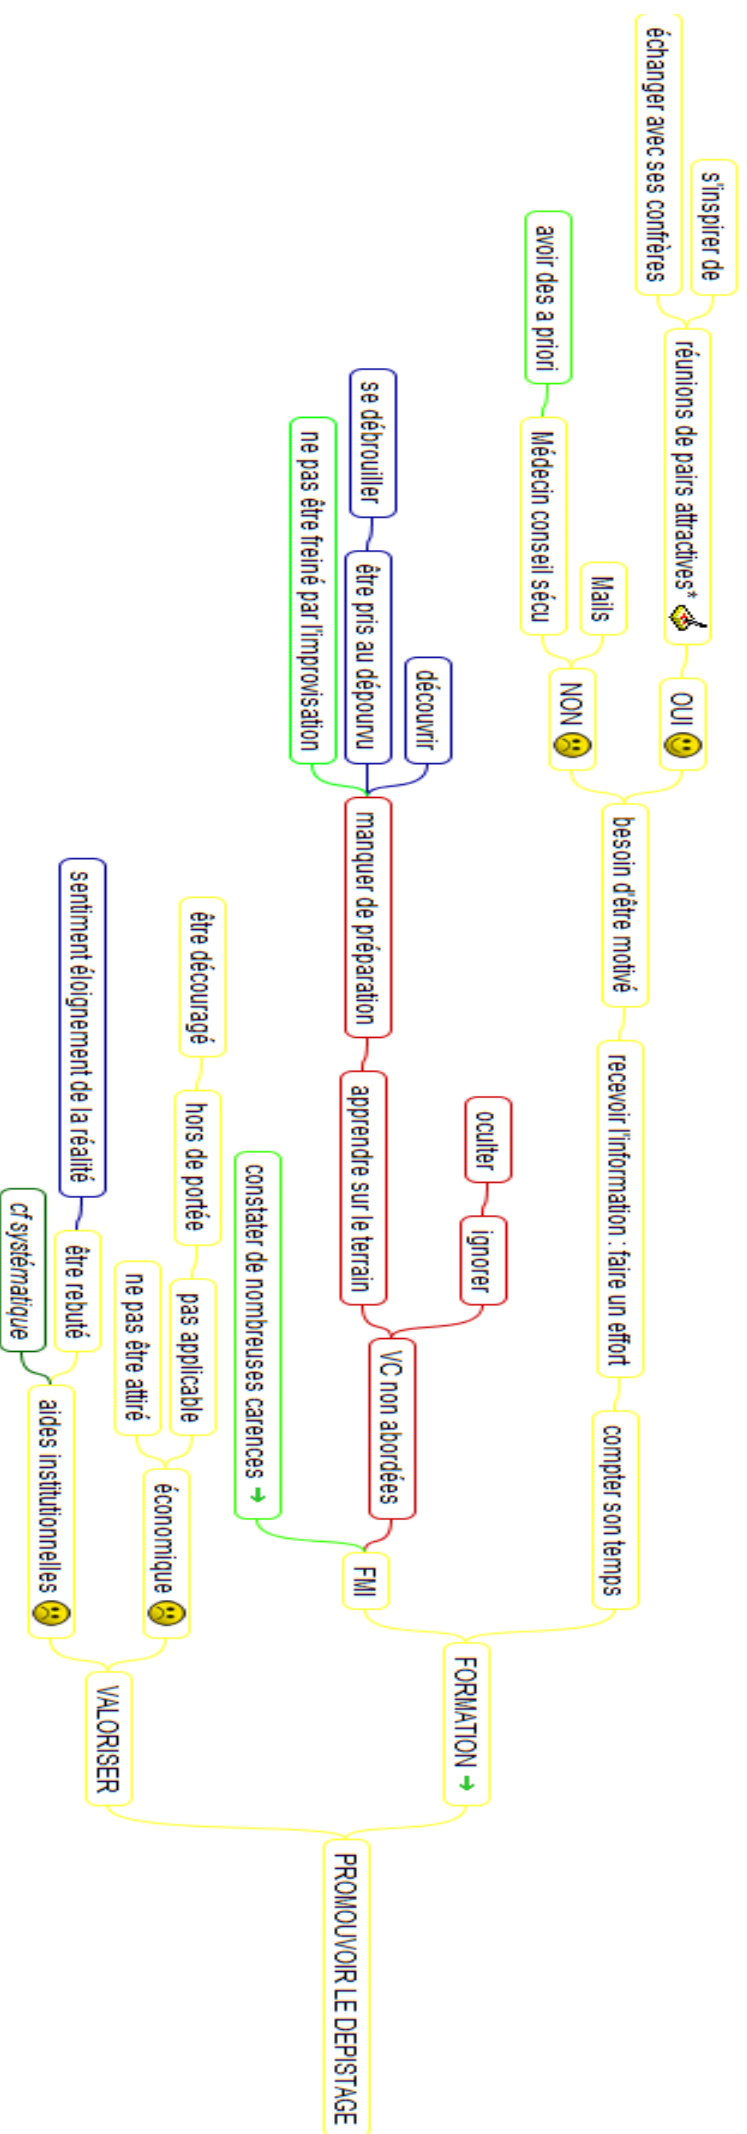 s'inspirer de
échanger avec ses confrères
réunions de pairs attractives*
OUI
Mails
avoir des a priori
Médecin conseil sécu
NON
besoin d'être motivé
recevoir l'information : faire un effort
compter son temps
oculter
ignorer
découvrir
se débrouiller
être pris au dépourvu
ne pas être freiné par l'improvisation
manquer de préparation
apprendre sur le terrain
VC non abordées
constater de nombreuses carences
FMI
FORMATION
être découragé
hors de portée
pas applicable
ne pas être attiré
économique
sentiment éloignement de la réalité
être rebuté
cf systématique
aides institutionnelles
VALORISER
PROMOUVOIR LE DEPISTAGE